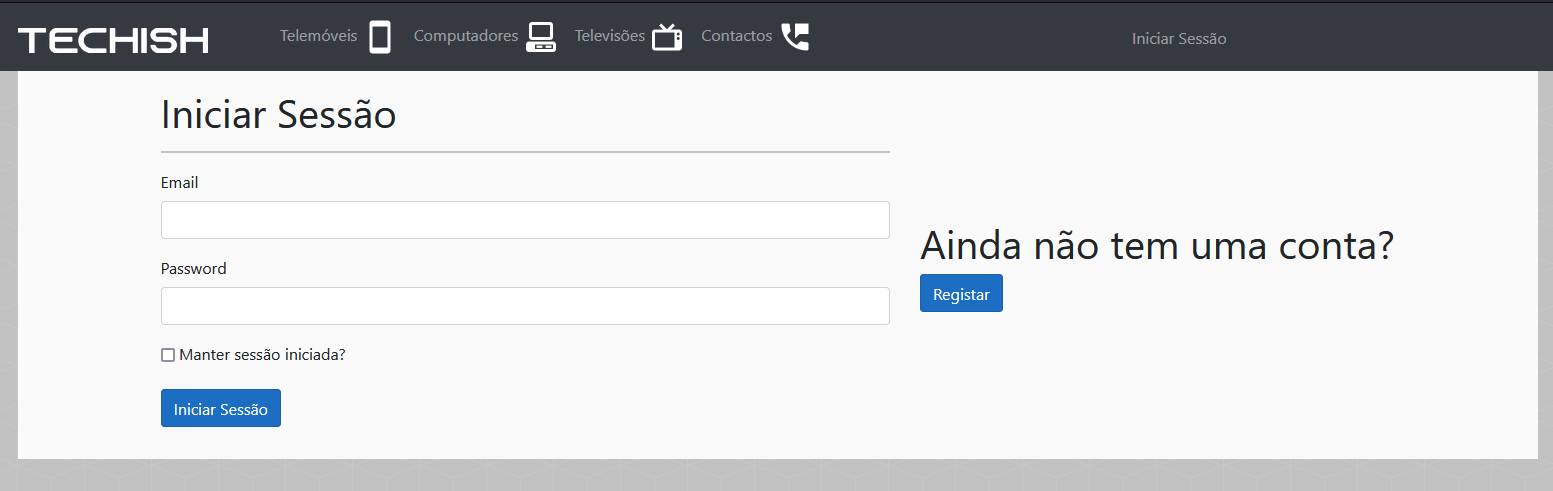 TECHISH
Telemóveis Computadores Televisões Contactos Iniciar Sessão
Iniciar Sessão
Email
Password
Manter sessão iniciada?
Iniciar Sessão
Ainda não tem uma conta?
Registar